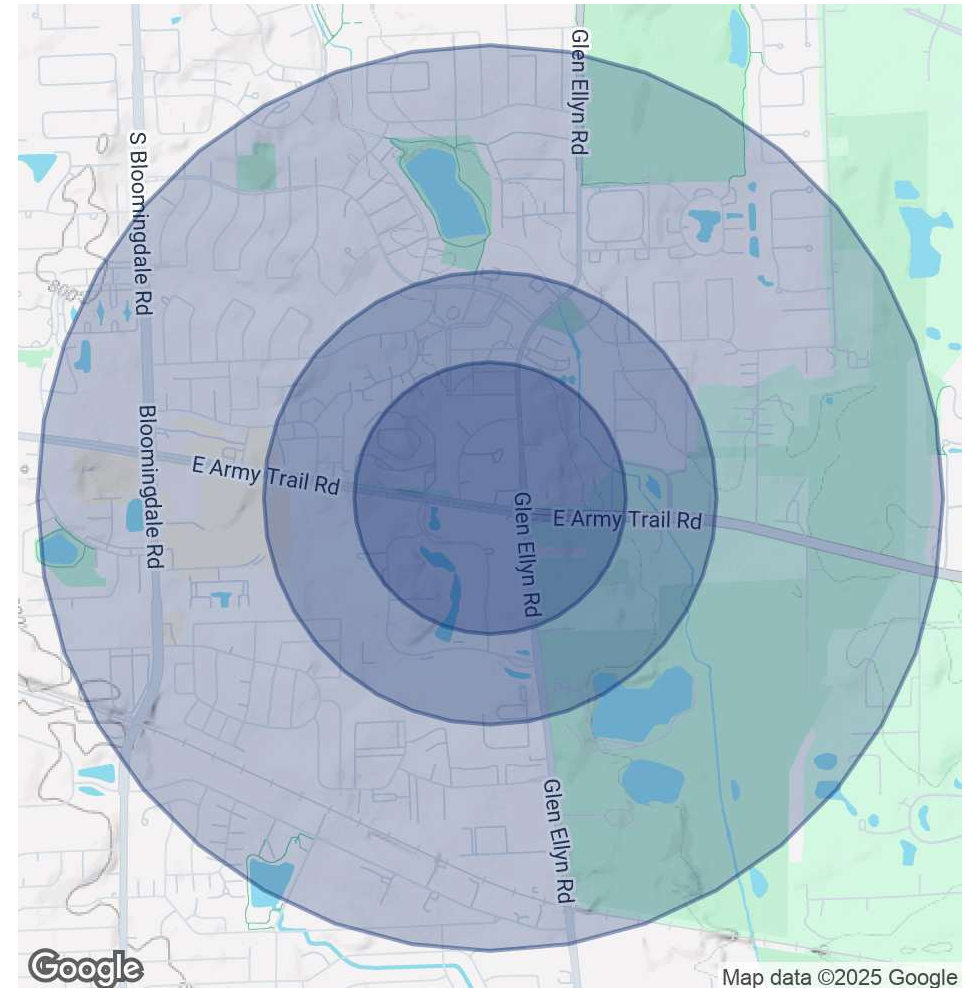 Glen Ellyn Rd
S Bloomingdale Rd
800
Bloomingdale Rd
E Army Trail Rd
Glen Ellyn Rd
E Army Trail Rd
Glen Ellyn Rd
Google
Map data ©2025 Google